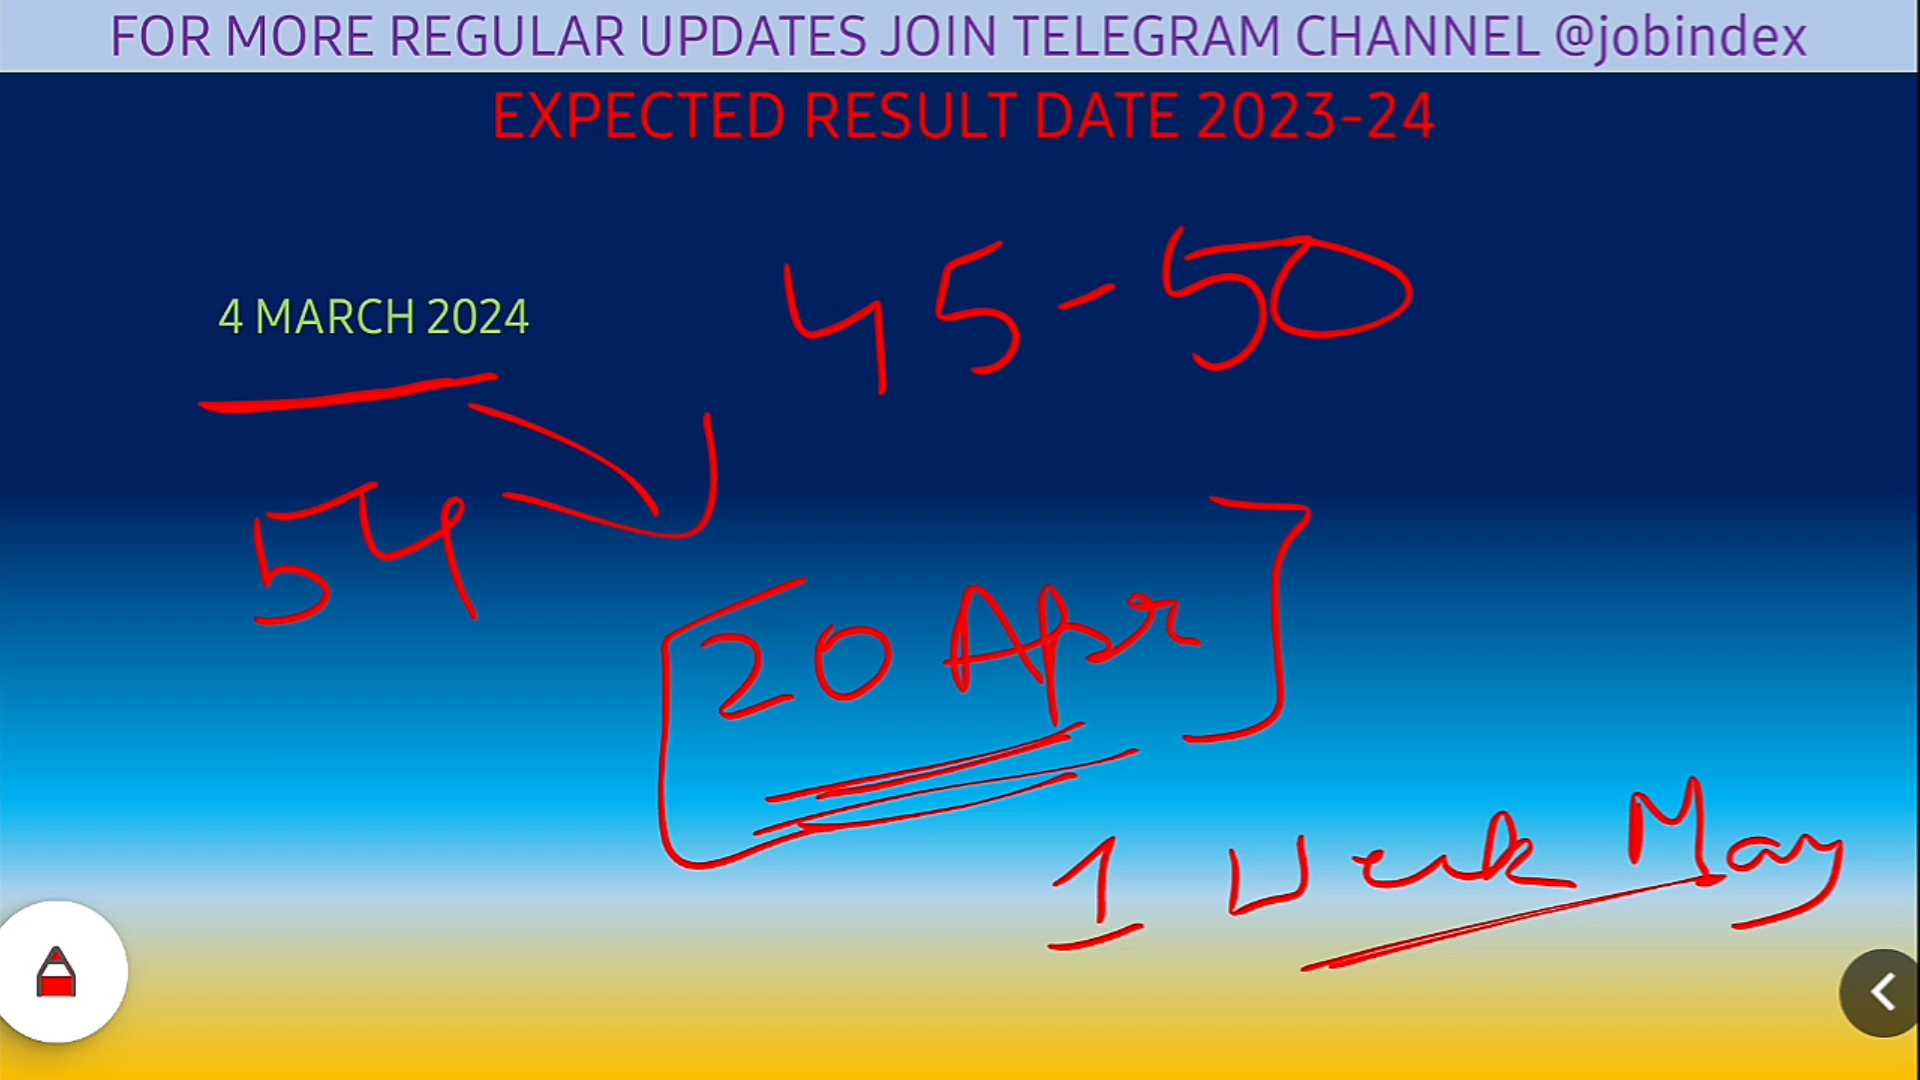 FOR MORE REGULAR UPDATES JOIN TELEGRAM CHANNEL @jobindex
EXPECTED RESULT DATE 2023-24
45-50
4 MARCH 2024
54
[20 Apr]
1 Week May